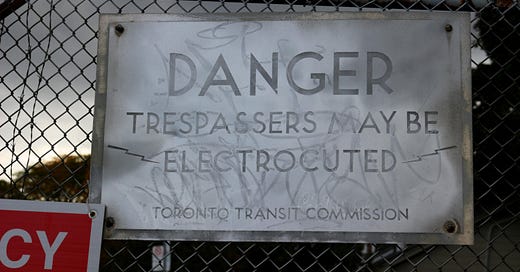 DANGER
TRESPASSERS MAY BE
ELECTROCUTED
TORONTO TRANSIT COMMISSION
CY